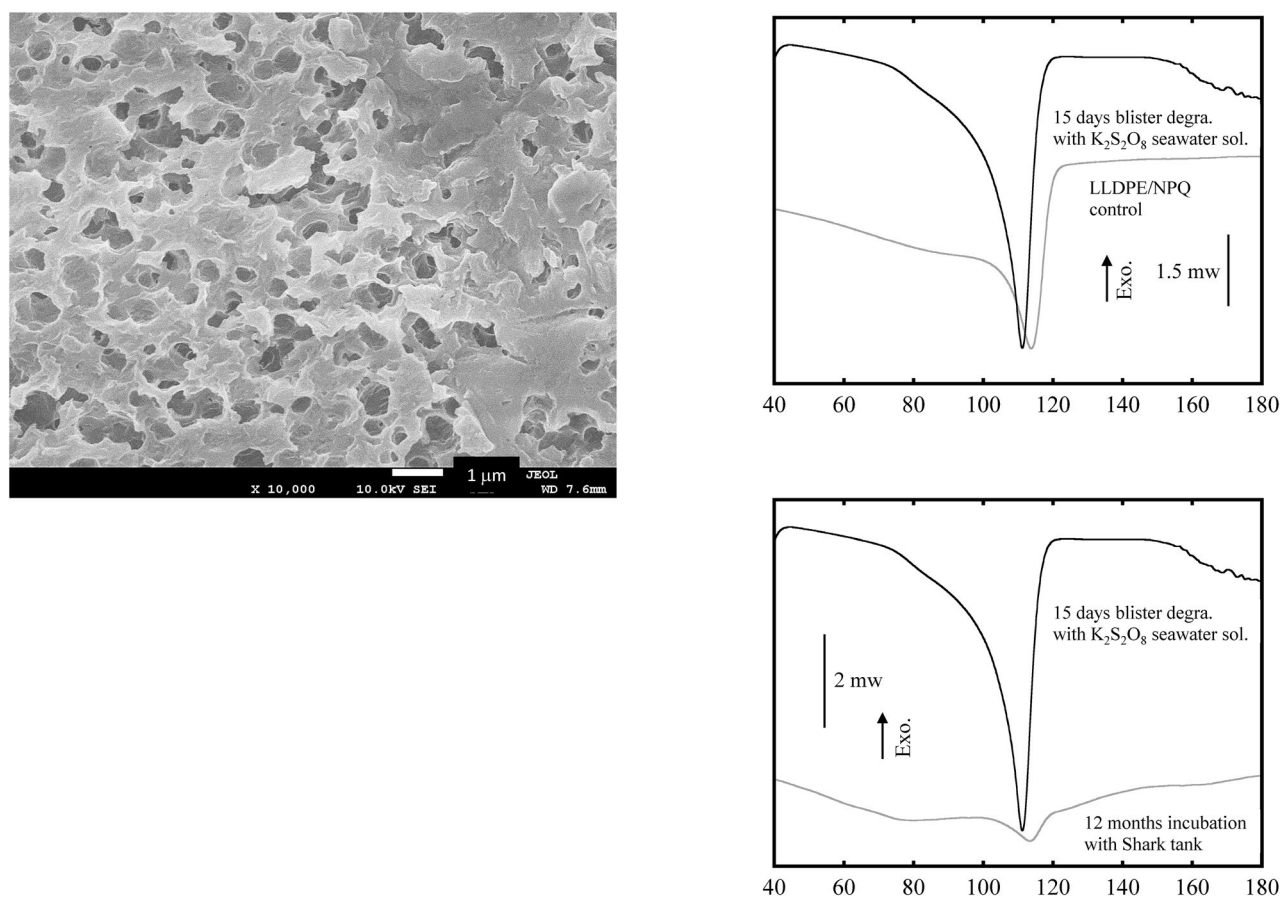 1 μm
JEOL
X 10,000 10.0kV SEI WD 7.6mm
15 days blister degra.
with K₂S₂O₈ seawater sol.
LLDPE/NPQ
control
Exo.
1.5 mw
40 60 80 100 120 140 160 180
15 days blister degra.
with K₂S₂O₈ seawater sol.
2 mw
Exo.
12 months incubation
with Shark tank
40 60 80 100 120 140 160 180